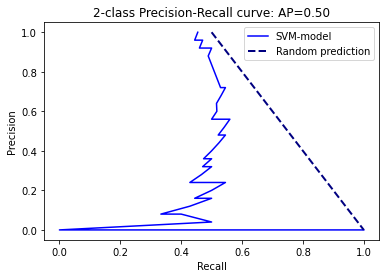 2-class Precision-Recall curve: AP=0.50
SVM-model
Random prediction
Precision
1.0
0.8
0.6
0.4
0.2
0.0
0.0 0.2 0.4 0.6 0.8 1.0
Recall